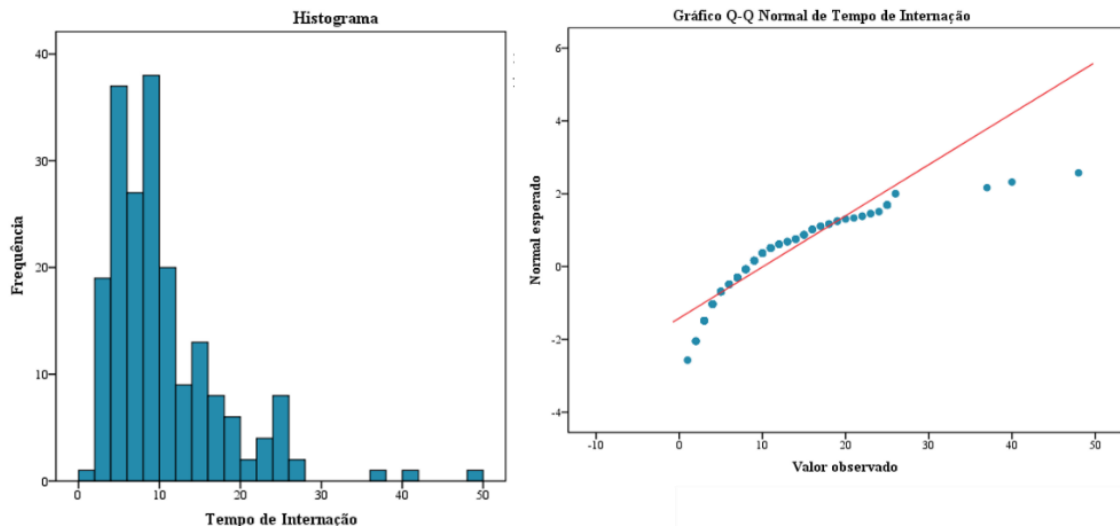 Histograma
40
30
20
10
0
Frequência
0 10 20 30 40 50
Tempo de Internação
Gráfico Q-Q Normal de Tempo de Internação
6
4
2
0
-2
-4
Normal esperado
-10 0 10 20 30 40 50
Valor observado